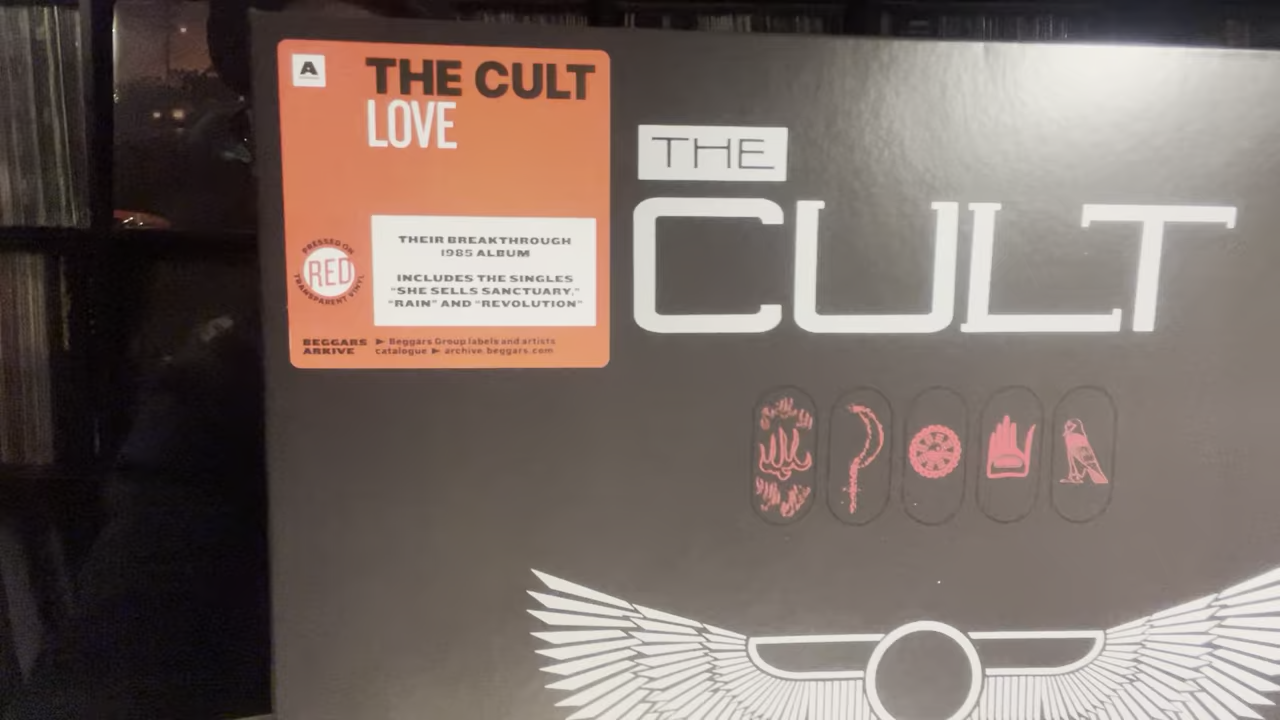 A
THE CULT
LOVE
THEIR BREAKTHROUGH
1985 ALBUM
INCLUDES THE SINGLES
"SHE SELLS SANCTUARY,"
"RAIN" AND "REVOLUTION"
PRESSED ON
RED
TRANSPARENT VINYL
BEGGARS
ARKIVE
► Beggars Group labels and artists
catalogue ► archive.beggars.com
THE
CULT